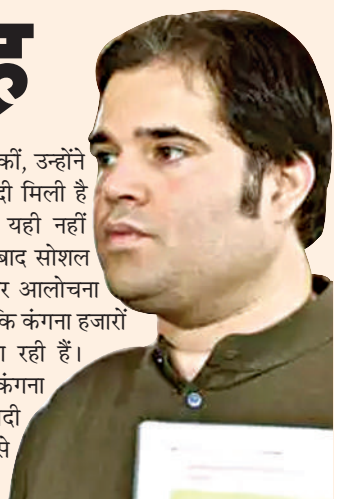 ह
कीं, उन्होंने
दी मिली है
यही नहीं
बाद सोशल
र आलोचना
कि कंगना हजारों
ा रही हैं।
कंगना
दी
से